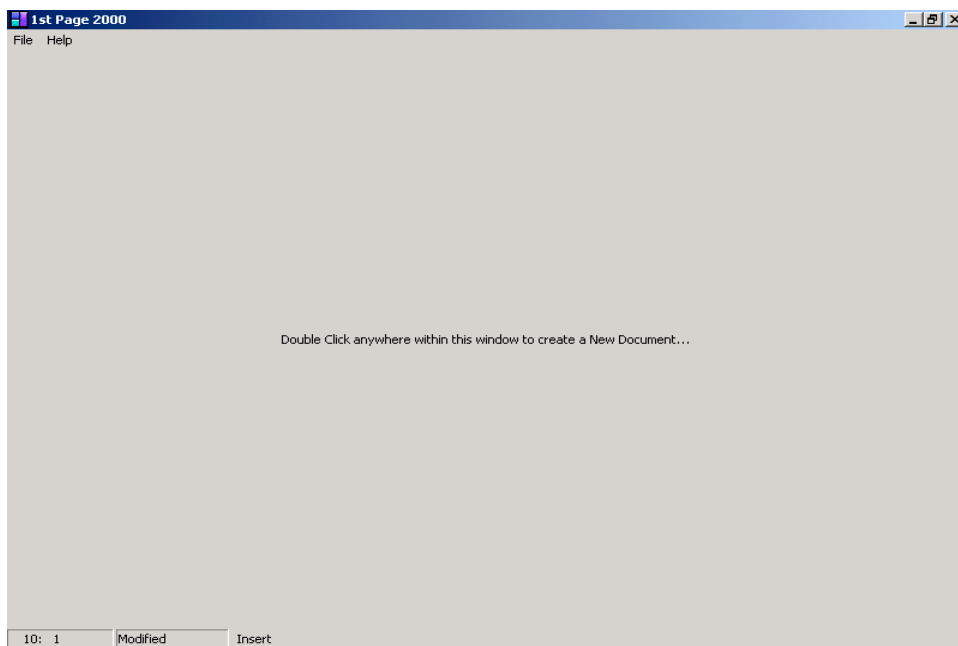 1st Page 2000
File Help
Double Click anywhere within this window to create a New Document...
10: 1 Modified Insert